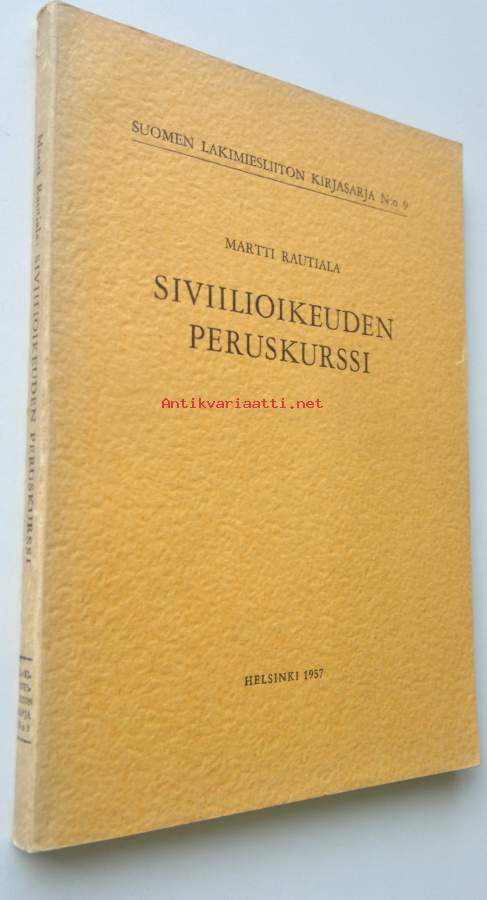 SUOMEN LAKIMIESLIITON KIRJASARJA N:o 9
MARTTI RAUTIALA
SIVIILIOIKEUDEN
PERUSKURSSI
Antikvariaatti.net
HELSINKI 1957
Martti Rautiala SIVIILIOIKEUDEN PERUSKURSSI